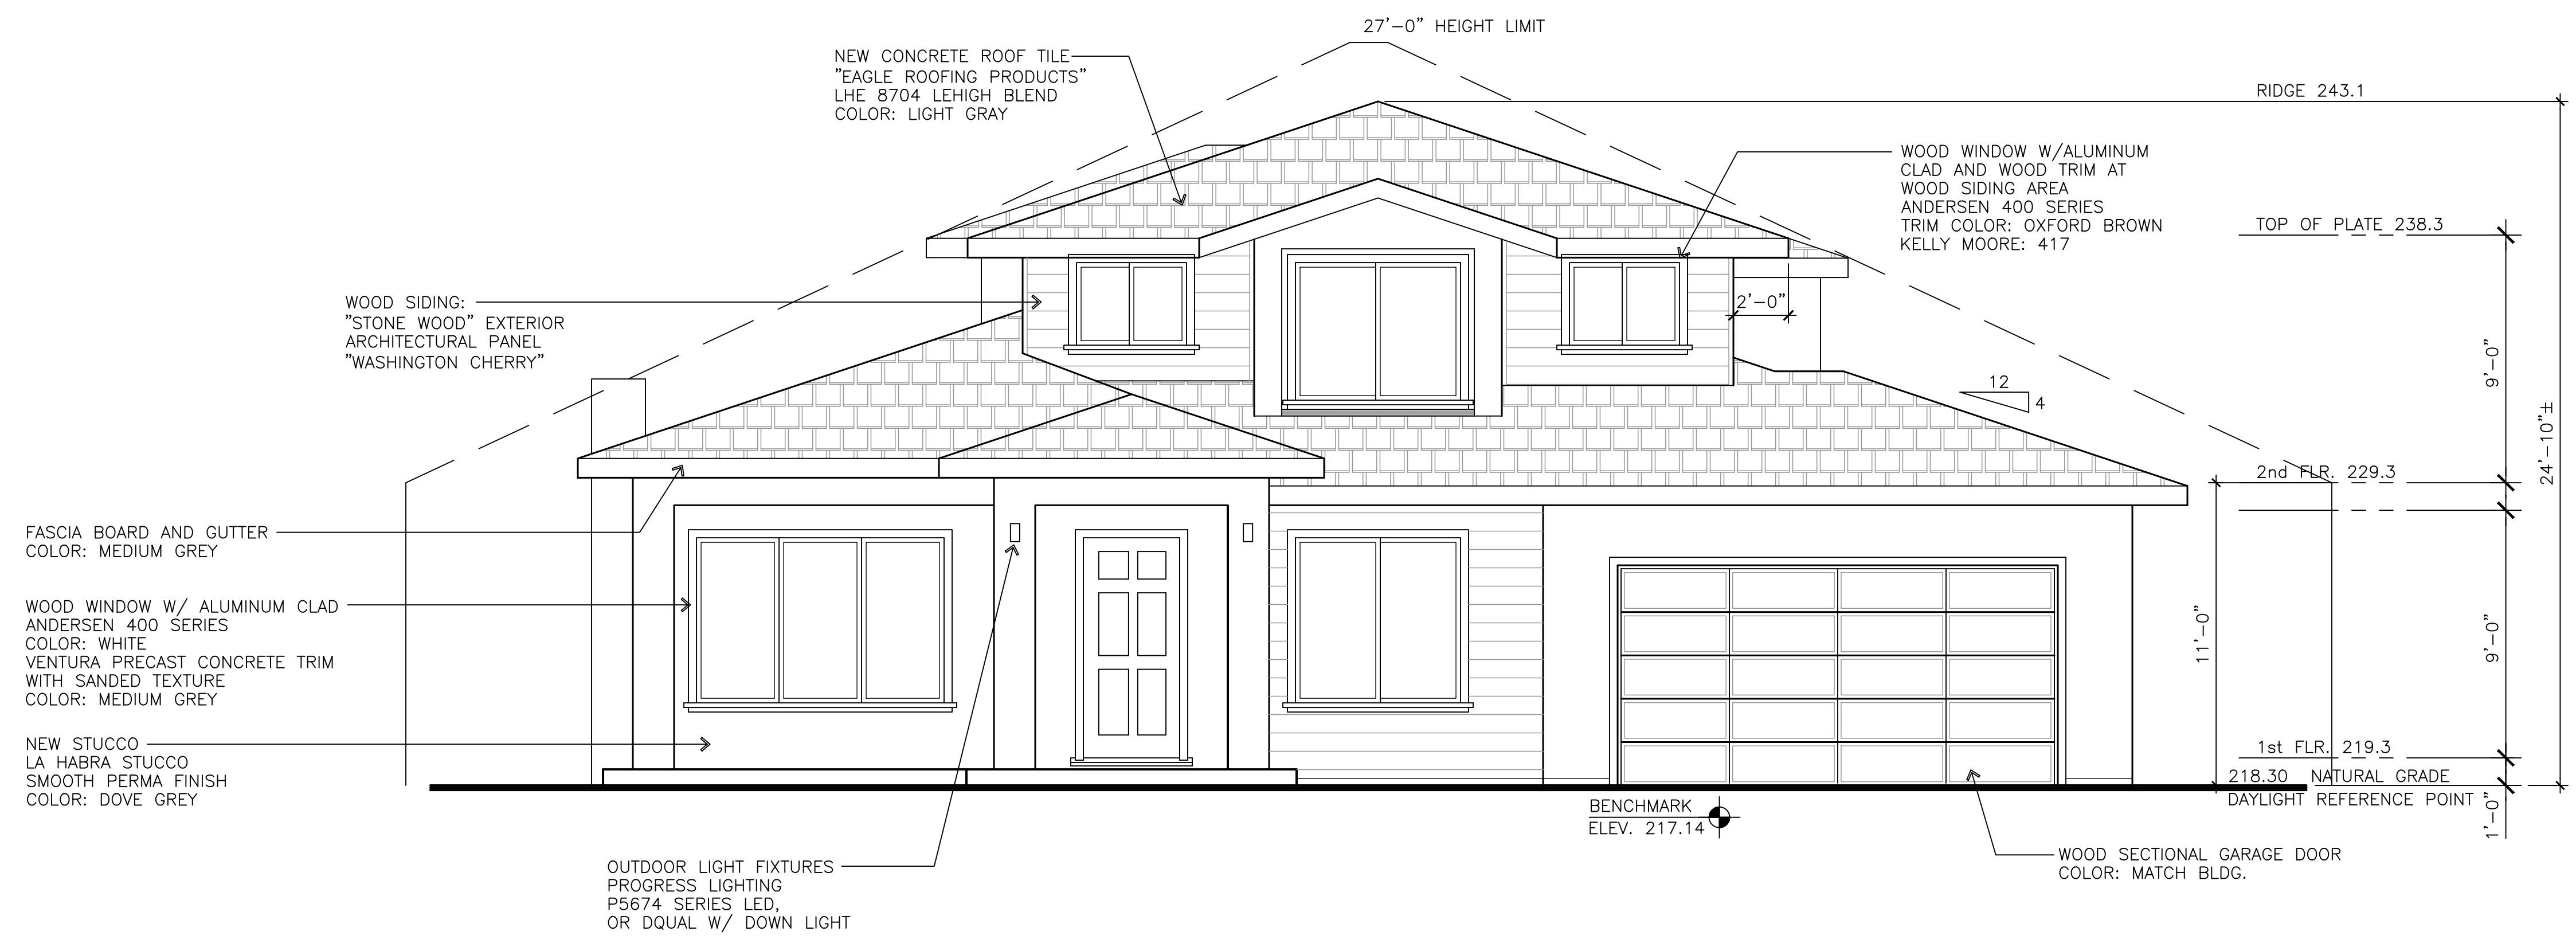 27'-0" HEIGHT LIMIT
NEW CONCRETE ROOF TILE
"EAGLE ROOFING PRODUCTS"
LHE 8704 LEHIGH BLEND
COLOR: LIGHT GRAY
RIDGE 243.1
WOOD WINDOW W/ALUMINUM
CLAD AND WOOD TRIM AT
WOOD SIDING AREA
ANDERSEN 400 SERIES
TRIM COLOR: OXFORD BROWN
KELLY MOORE: 417
TOP OF PLATE 238.3
WOOD SIDING:
"STONE WOOD" EXTERIOR
ARCHITECTURAL PANEL
"WASHINGTON CHERRY"
2'-0"
9'-0"
12
4
24'-10"±
2nd FLR. 229.3
FASCIA BOARD AND GUTTER
COLOR: MEDIUM GREY
WOOD WINDOW W/ ALUMINUM CLAD
ANDERSEN 400 SERIES
COLOR: WHITE
VENTURA PRECAST CONCRETE TRIM
WITH SANDED TEXTURE
COLOR: MEDIUM GREY
11'-0"
9'-0"
NEW STUCCO
LA HABRA STUCCO
SMOOTH PERMA FINISH
COLOR: DOVE GREY
1st FLR. 219.3
218.30 NATURAL GRADE
DAYLIGHT REFERENCE POINT
1'-0"
BENCHMARK
ELEV. 217.14
OUTDOOR LIGHT FIXTURES
PROGRESS LIGHTING
P5674 SERIES LED,
OR DQUAL W/ DOWN LIGHT
WOOD SECTIONAL GARAGE DOOR
COLOR: MATCH BLDG.